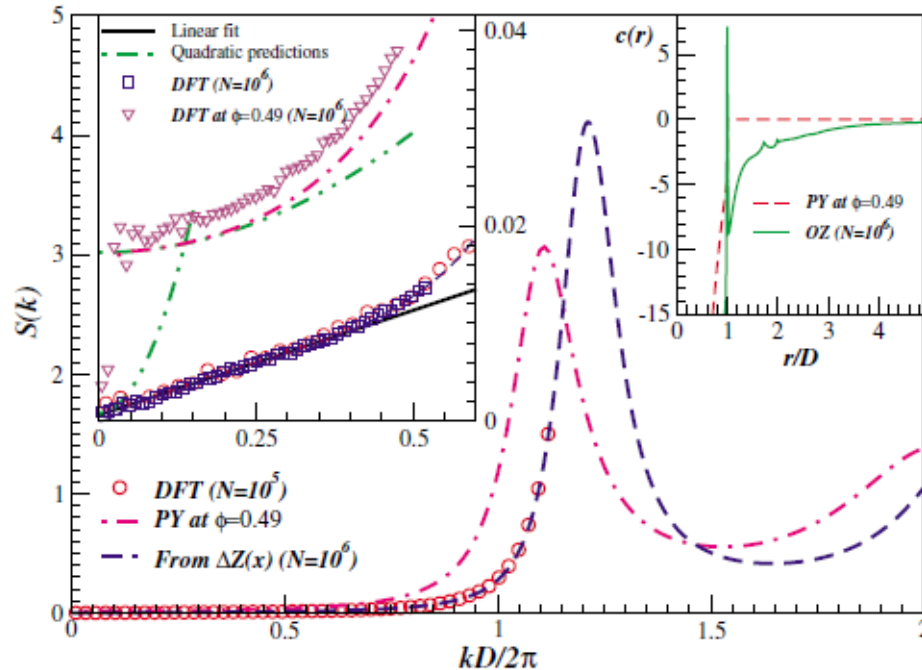 5
4
3
2
1
0
S(k)
Linear fit
Quadratic predictions
DFT (N=10⁶)
DFT at ϕ=0.49 (N=10⁶)
0.04
0.02
0
0
0.25
0.5
c(r)
5
0
-5
-10
-15
PY at ϕ=0.49
OZ (N=10⁶)
0 1 2 3 4
r/D
DFT (N=10⁵)
PY at ϕ=0.49
From ΔZ(x) (N=10⁶)
0 0.5 1 1.5 2
kD/2π